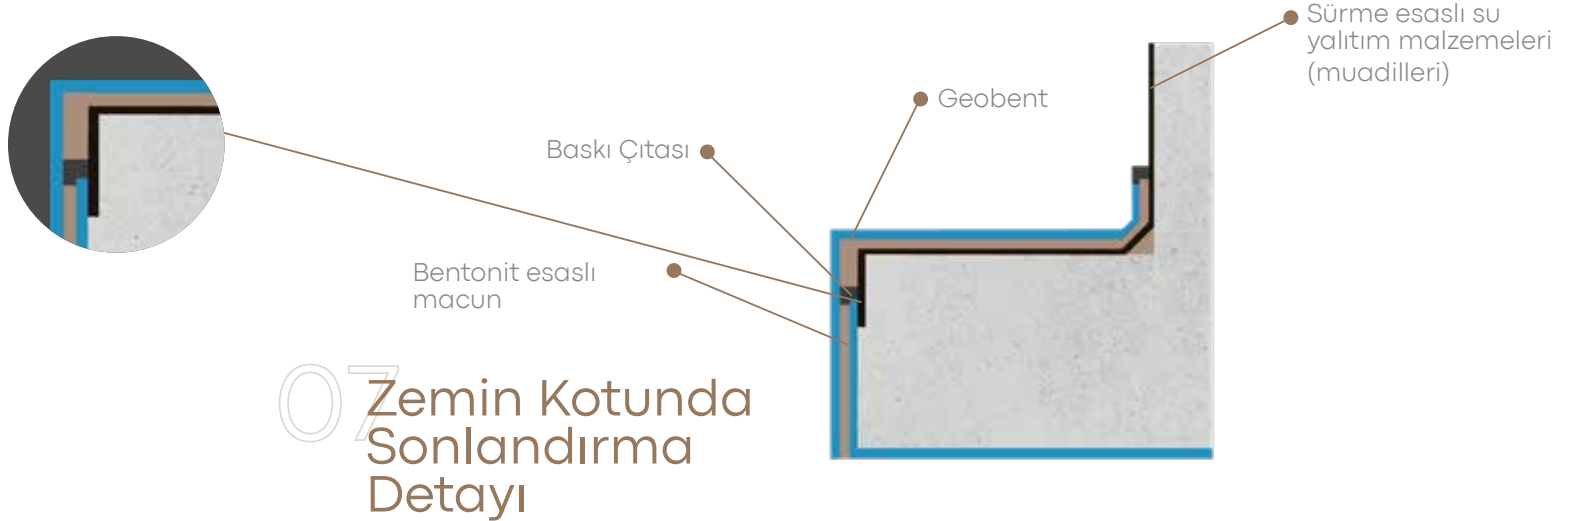 Sürme esaslı su
yalıtım malzemeleri
(muadilleri)
Geobent
Baskı Çıtası
Bentonit esaslı
macun
07
Zemin Kotunda
Sonlandırma
Detayı